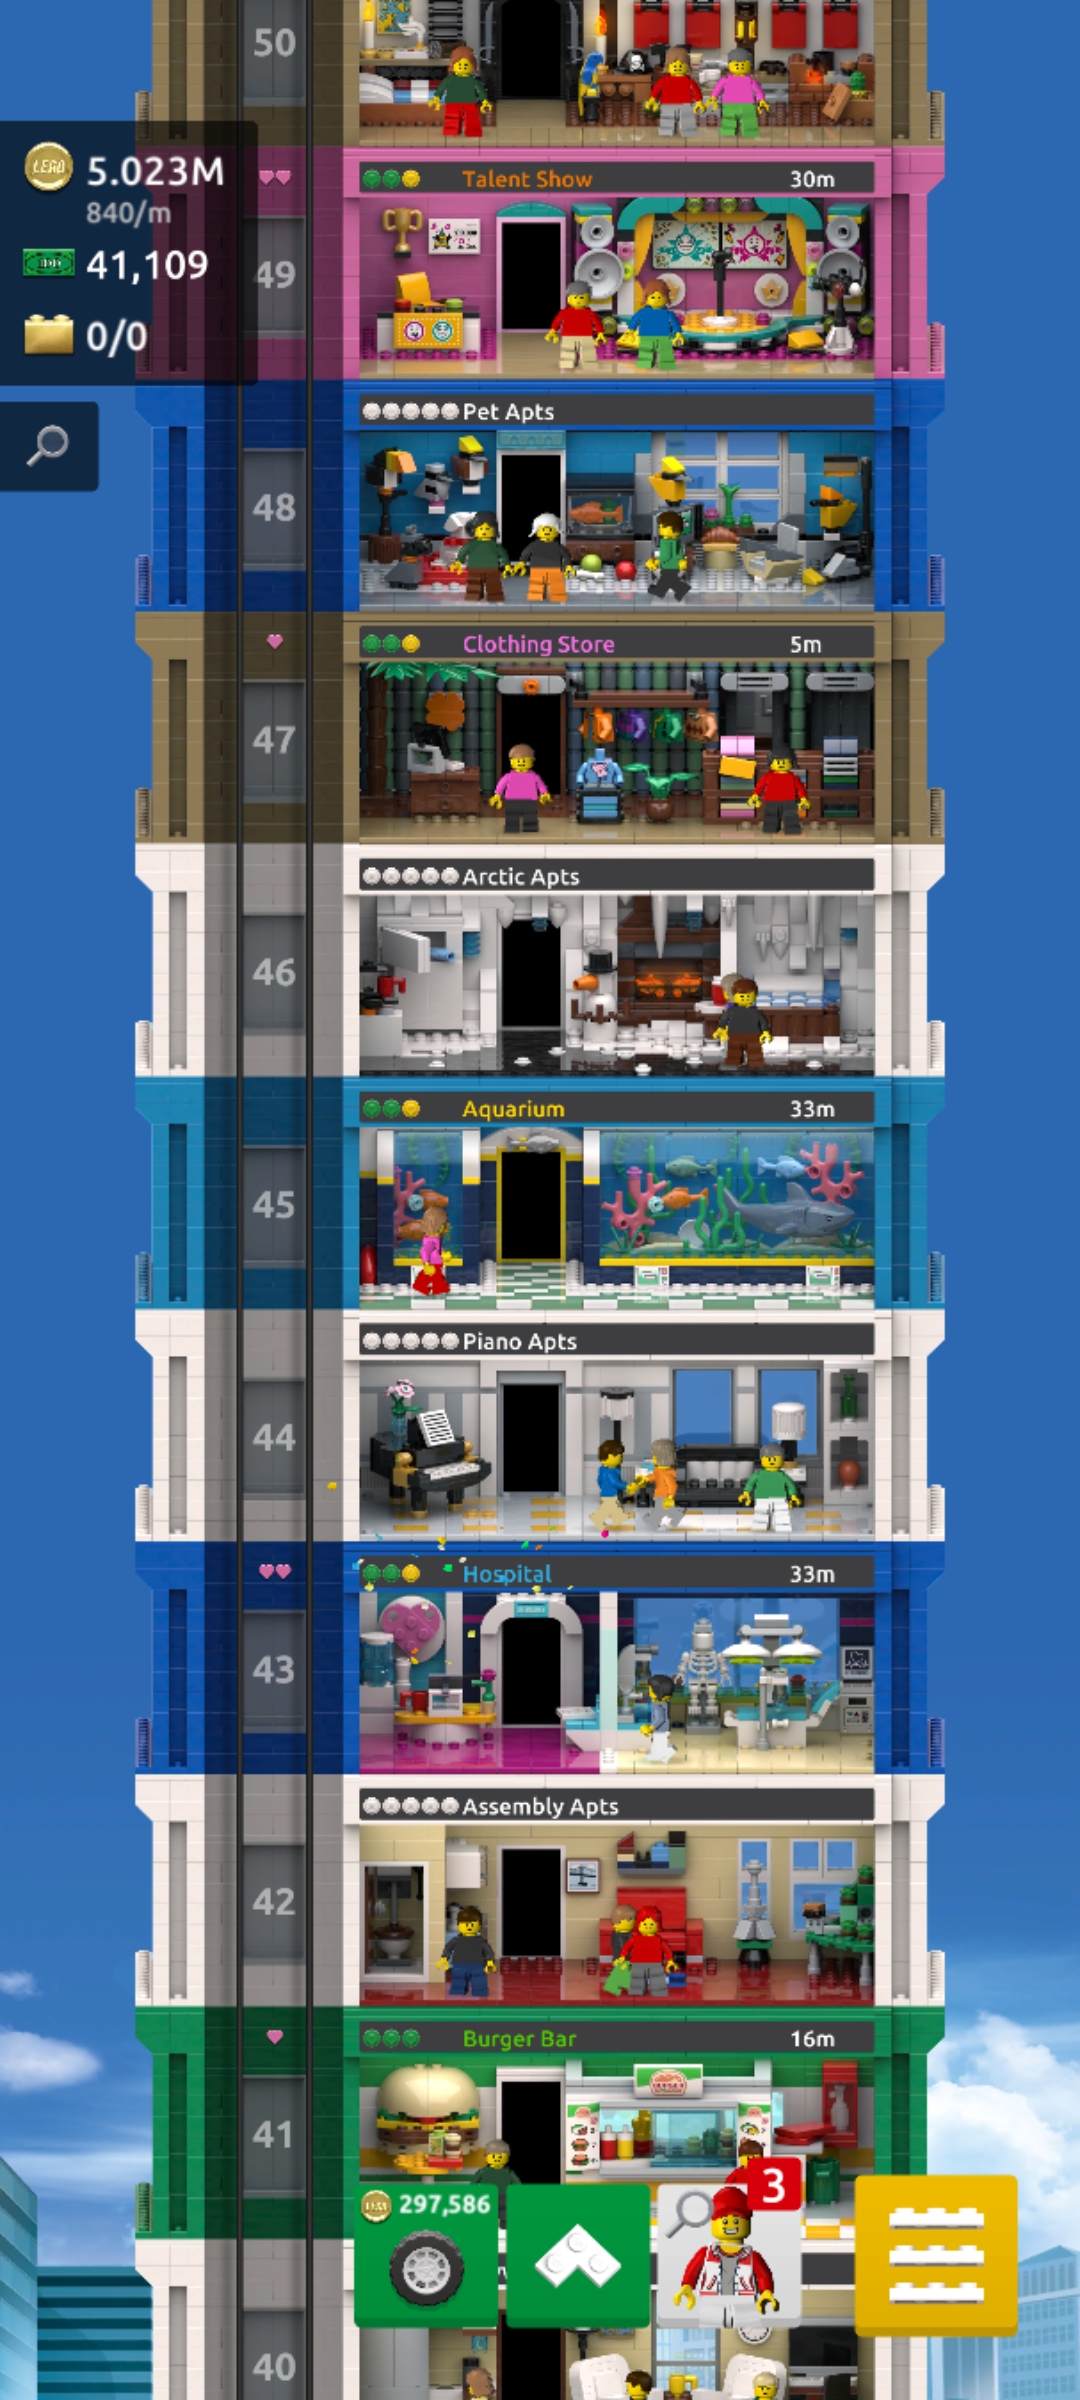 50
LEGO 5.023M
840/m
41,109
0/0
Talent Show 30m
49
Pet Apts
48
Clothing Store 5m
47
Arctic Apts
46
Aquarium 33m
45
Piano Apts
44
Hospital 33m
43
Assembly Apts
42
Burger Bar 16m
41
297,586
3
40